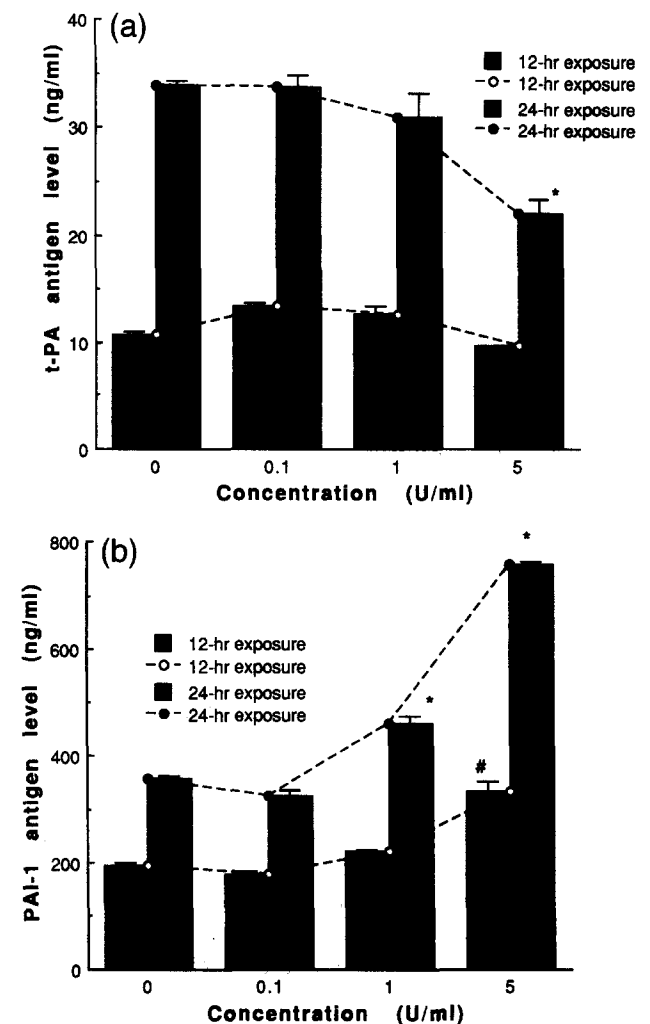 (a)
40
30
20
10
0
t-PA antigen level (ng/ml)
12-hr exposure
12-hr exposure
24-hr exposure
24-hr exposure
*
0 0.1 1 5
Concentration (U/ml)
(b)
800
600
400
200
0
PAI-1 antigen level (ng/ml)
12-hr exposure
12-hr exposure
24-hr exposure
24-hr exposure
*
*
#
0 0.1 1 5
Concentration (U/ml)